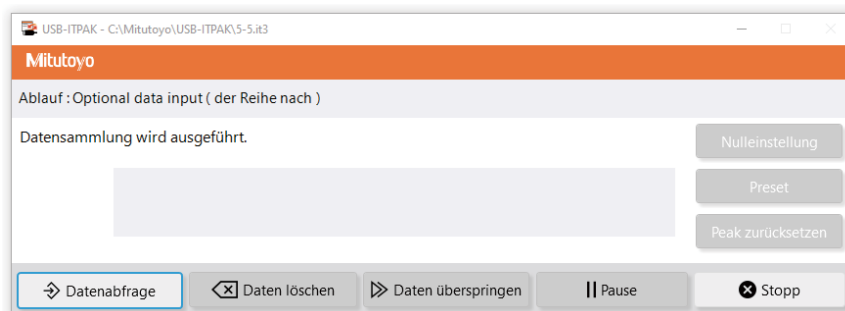 USB-ITPAK - C:\Mitutoyo\USB-ITPAK\5-5.it3
Mitutoyo
Ablauf : Optional data input ( der Reihe nach )
Datensammlung wird ausgeführt.
Nulleinstellung
Preset
Peak zurücksetzen
Datenabfrage
Daten löschen
Daten überspringen
Pause
Stopp